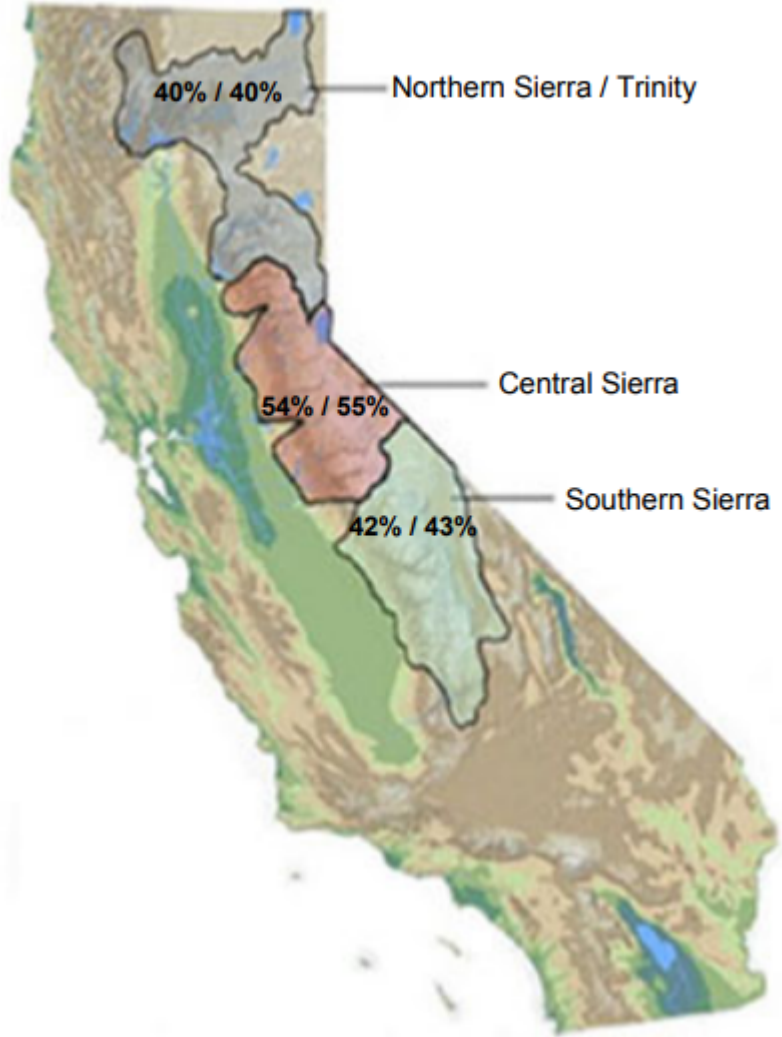 40% / 40%
Northern Sierra / Trinity
Central Sierra
54% / 55%
Southern Sierra
42% / 43%